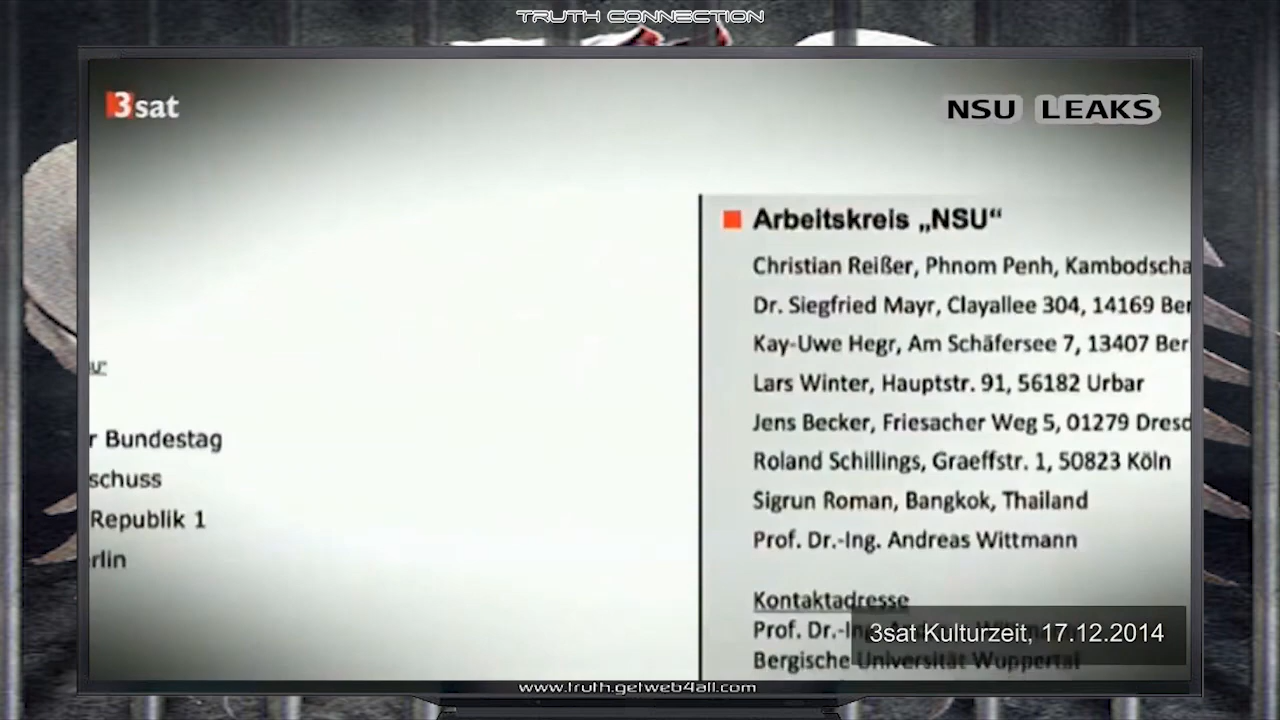 TRUTH CONNECTION
3sat
NSU LEAKS
Arbeitskreis „NSU“
Christian Reißer, Phnom Penh, Kambodscha
Dr. Siegfried Mayr, Clayallee 304, 14169 Ber
Kay-Uwe Hegr, Am Schäfersee 7, 13407 Ber
Lars Winter, Hauptstr. 91, 56182 Urbar
Jens Becker, Friesacher Weg 5, 01279 Dresd
Roland Schillings, Graeffstr. 1, 50823 Köln
Sigrun Roman, Bangkok, Thailand
Prof. Dr.-Ing. Andreas Wittmann
Kontaktadresse
Prof. Dr.-Ing. Andreas Wittmann
Bergische Universität Wuppertal
r Bundestag
schuss
Republik 1
rlin
3sat Kulturzeit, 17.12.2014
www.truth.getweb4all.com